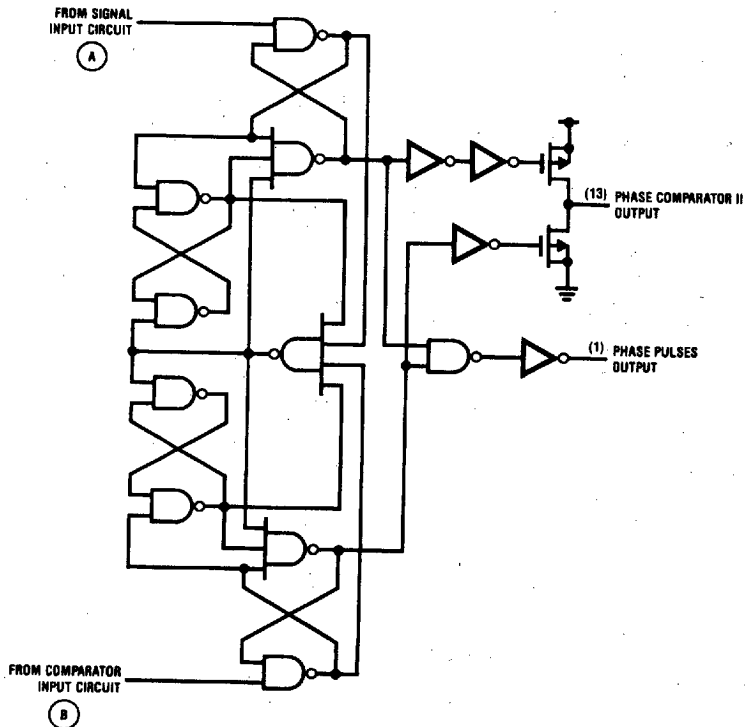 FROM SIGNAL
INPUT CIRCUIT
A
(13) PHASE COMPARATOR II
OUTPUT
(1) PHASE PULSES
OUTPUT
FROM COMPARATOR
INPUT CIRCUIT
B